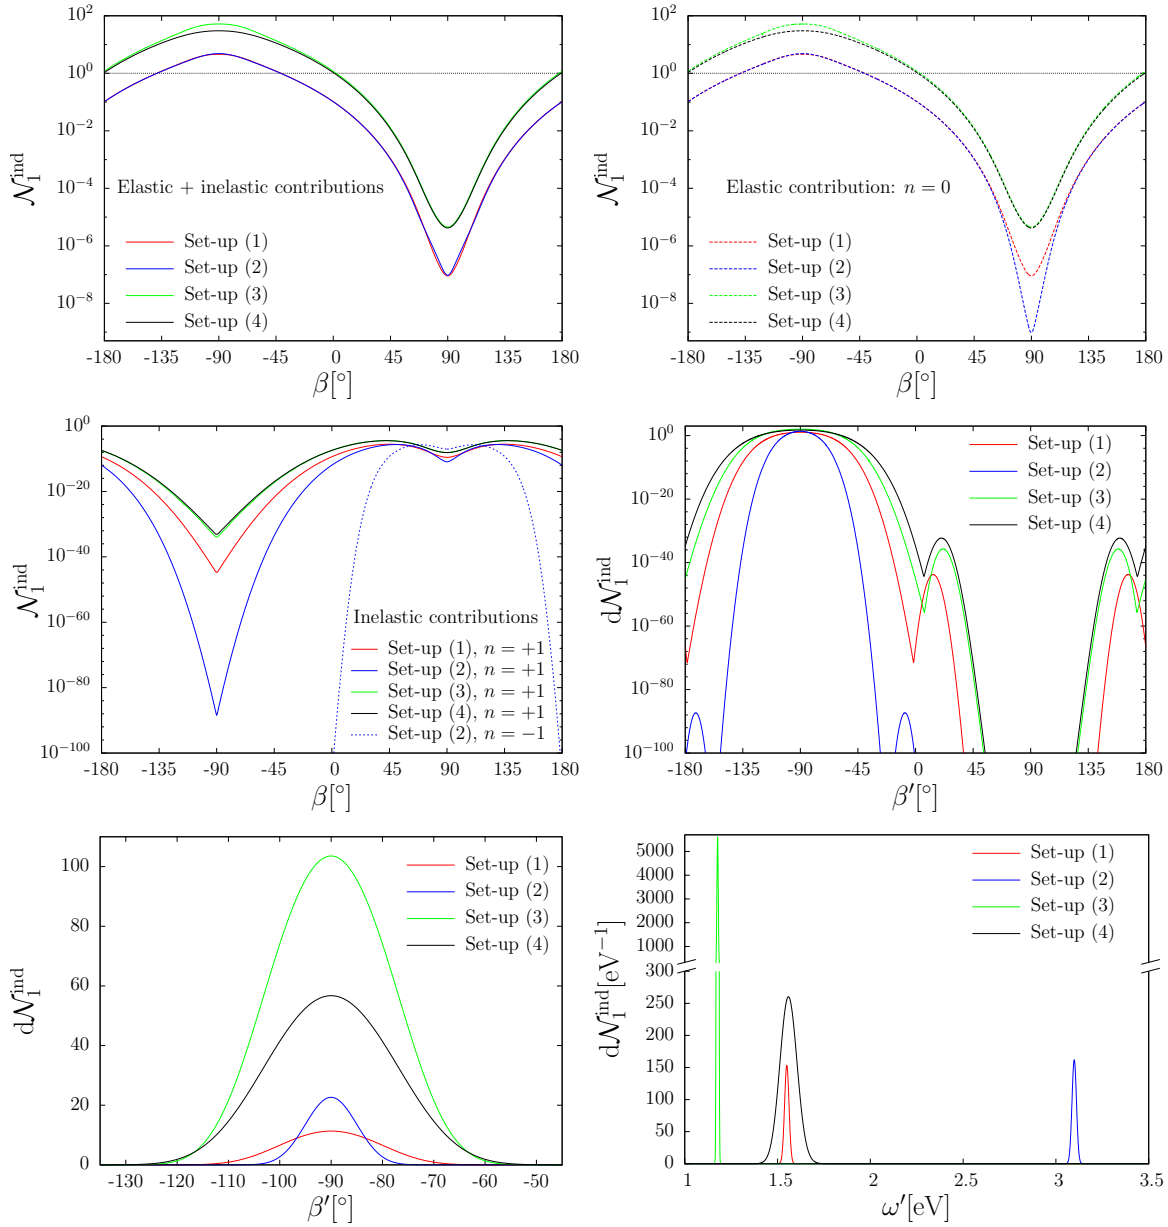 10^2
10^0
10^−2
10^−4
10^−6
10^−8
𝒩_1^ind
Elastic + inelastic contributions
Set-up (1)
Set-up (2)
Set-up (3)
Set-up (4)
-180 -135 -90 -45 0 45 90 135 180
β[°]
10^2
10^0
10^−2
10^−4
10^−6
10^−8
𝒩_1^ind
Elastic contribution: n = 0
Set-up (1)
Set-up (2)
Set-up (3)
Set-up (4)
-180 -135 -90 -45 0 45 90 135 180
β[°]
10^0
10^−20
10^−40
10^−60
10^−80
10^−100
𝒩_1^ind
Inelastic contributions
Set-up (1), n = +1
Set-up (2), n = +1
Set-up (3), n = +1
Set-up (4), n = +1
Set-up (2), n = −1
-180 -135 -90 -45 0 45 90 135 180
β[°]
10^0
10^−20
10^−40
10^−60
10^−80
10^−100
d𝒩_1^ind
Set-up (1)
Set-up (2)
Set-up (3)
Set-up (4)
-180 -135 -90 -45 0 45 90 135 180
β′[°]
100
80
60
40
20
0
d𝒩_1^ind
Set-up (1)
Set-up (2)
Set-up (3)
Set-up (4)
-130 -120 -110 -100 -90 -80 -70 -60 -50
β′[°]
5000
4000
3000
2000
1000
300
250
200
150
100
50
0
d𝒩_1^ind[eV^−1]
Set-up (1)
Set-up (2)
Set-up (3)
Set-up (4)
1 1.5 2 2.5 3 3.5
ω′[eV]